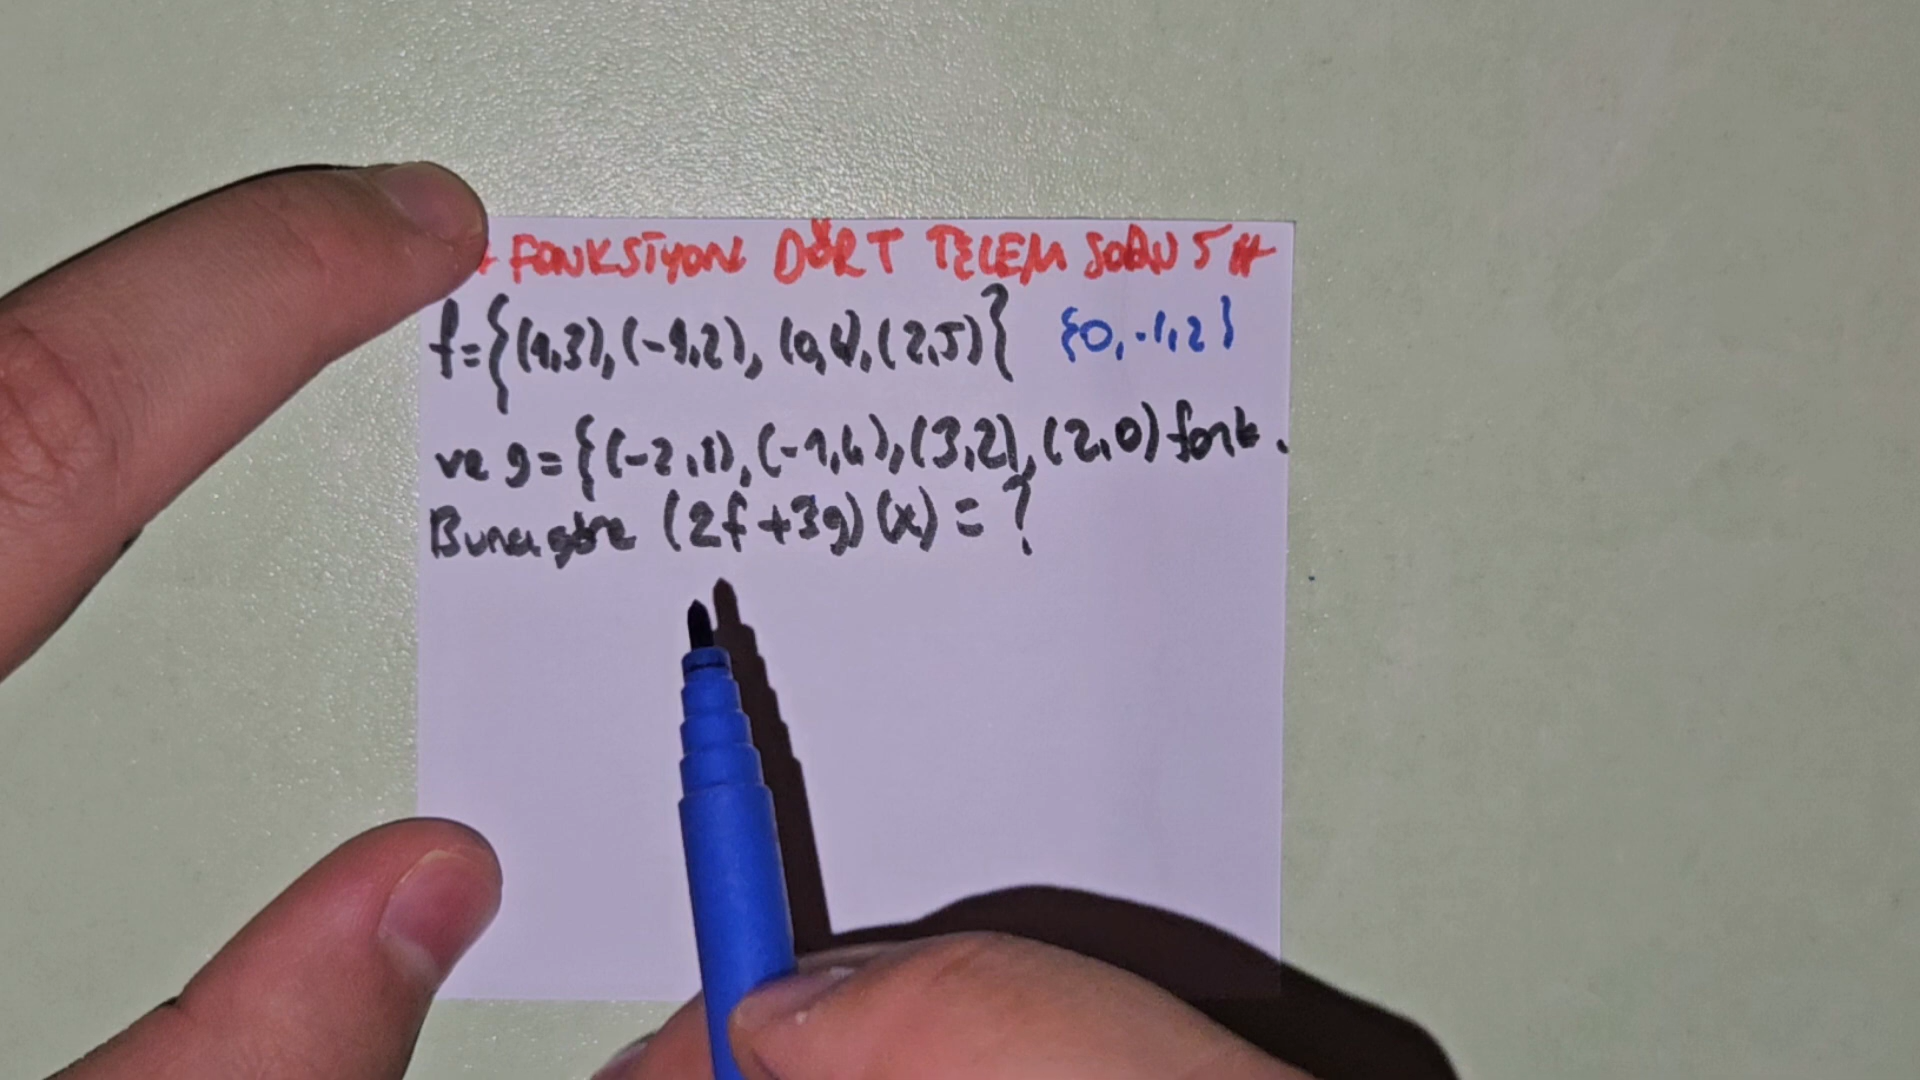 FONKSİYON DÖRT İŞLEM SORU 5 #
f={(1,3),(-1,2),(0,4),(2,5)} {0,-1,2}
ve g={(-2,1),(-1,4),(3,2),(2,0) fonk.
Buna göre (2f+3g)(x)=?